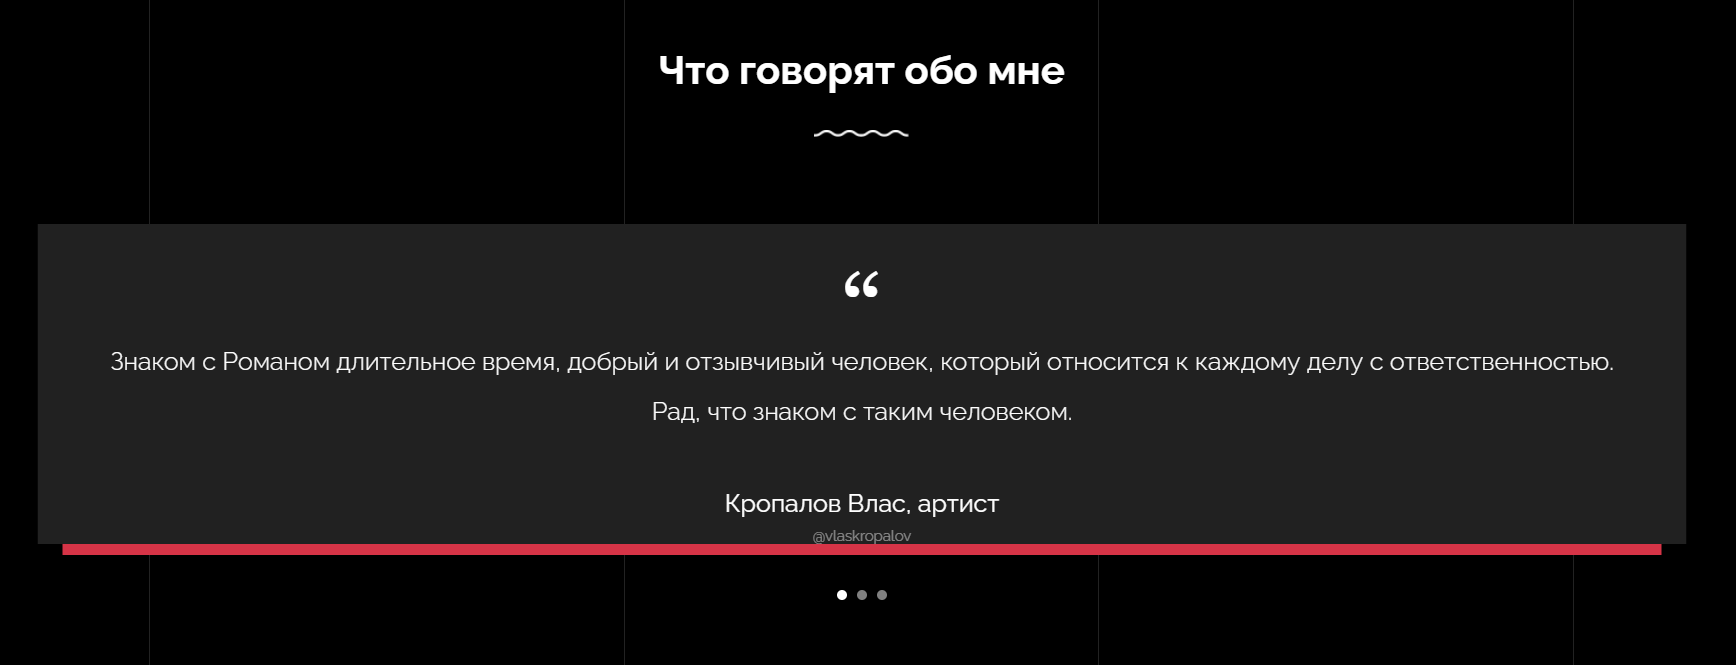 Что говорят обо мне
“
Знаком с Романом длительное время, добрый и отзывчивый человек, который относится к каждому делу с ответственностью.
Рад, что знаком с таким человеком.
Кропалов Влас, артист
@vlaskropalov